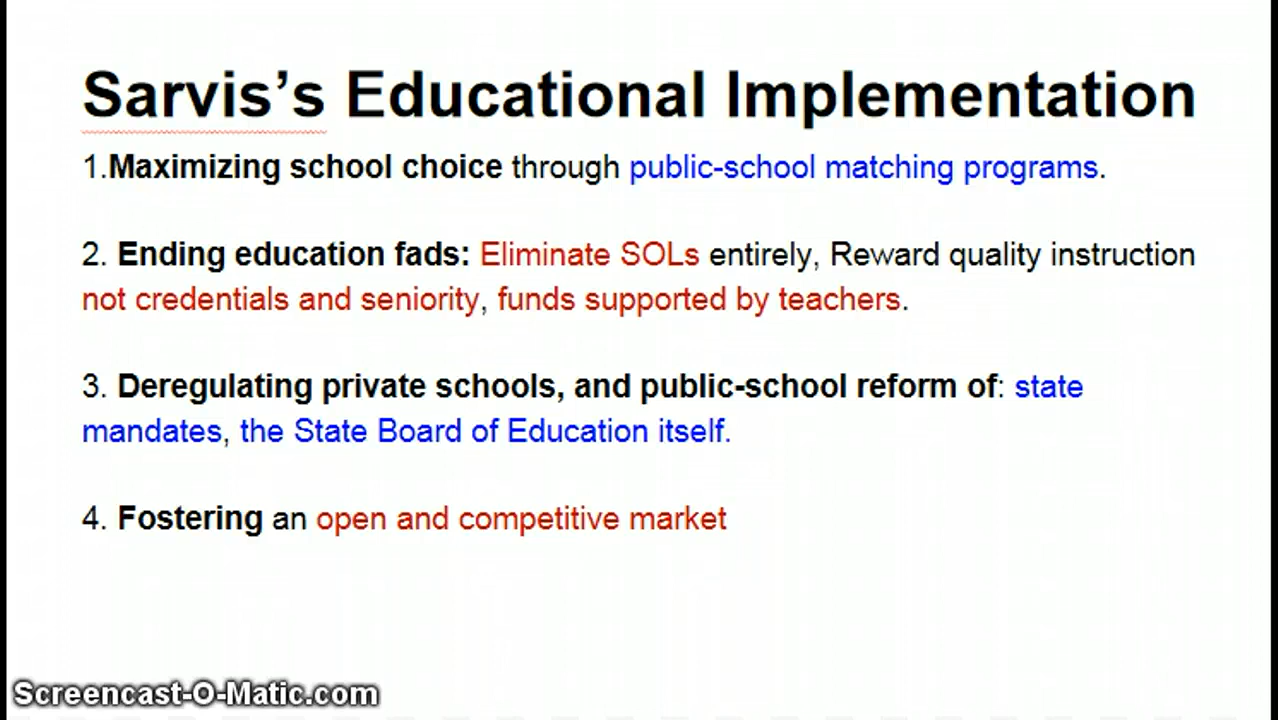 Sarvis’s Educational Implementation
1.Maximizing school choice through public-school matching programs.
2. Ending education fads: Eliminate SOLs entirely, Reward quality instruction
not credentials and seniority, funds supported by teachers.
3. Deregulating private schools, and public-school reform of: state
mandates, the State Board of Education itself.
4. Fostering an open and competitive market
Screencast-O-Matic.com